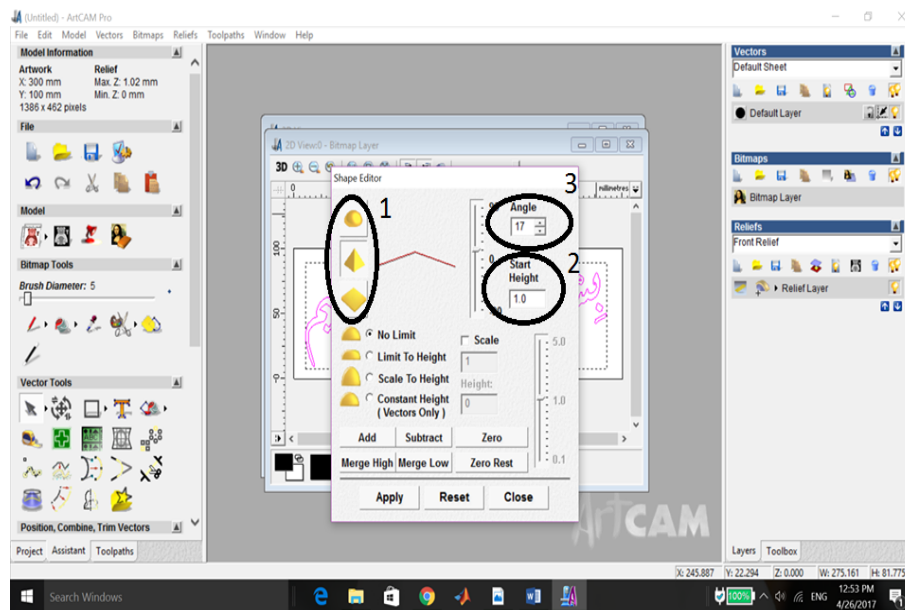 (Untitled) - ArtCAM Pro
File Edit Model Vectors Bitmaps Reliefs Toolpaths Window Help
Model Information
Artwork Relief
X: 300 mm Max. Z: 1.02 mm
Y: 100 mm Min. Z: 0 mm
1386 x 462 pixels
File
Model
Bitmap Tools
Brush Diameter: 5
Vector Tools
Position, Combine, Trim Vectors
Project Assistant Toolpaths
2D View:0 - Bitmap Layer
3D
0
millimetres
100
50
0
Shape Editor
1
3
Angle
17
2
Start
Height
1.0
0
No Limit
Limit To Height
Scale To Height
Constant Height
( Vectors Only )
Scale
1
Height:
0
5.0
1.0
0.1
Add Subtract Zero
Merge High Merge Low Zero Rest
Apply Reset Close
ArtCAM
Vectors
Default Sheet
Default Layer
Bitmaps
Bitmap Layer
Reliefs
Front Relief
Relief Layer
Layers Toolbox
X: 245.887 Y: 22.294 Z: 0.000 W: 275.161 H: 81.775
Search Windows
100%
ENG
12:53 PM
4/26/2017